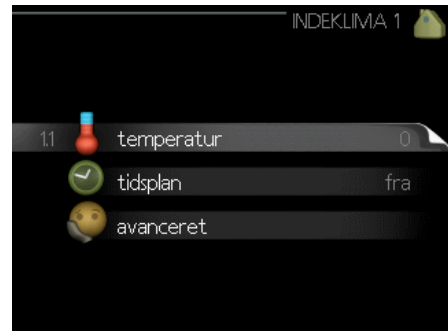 INDEKLIMA 1
1.1 temperatur 0
tidsplan fra
avanceret